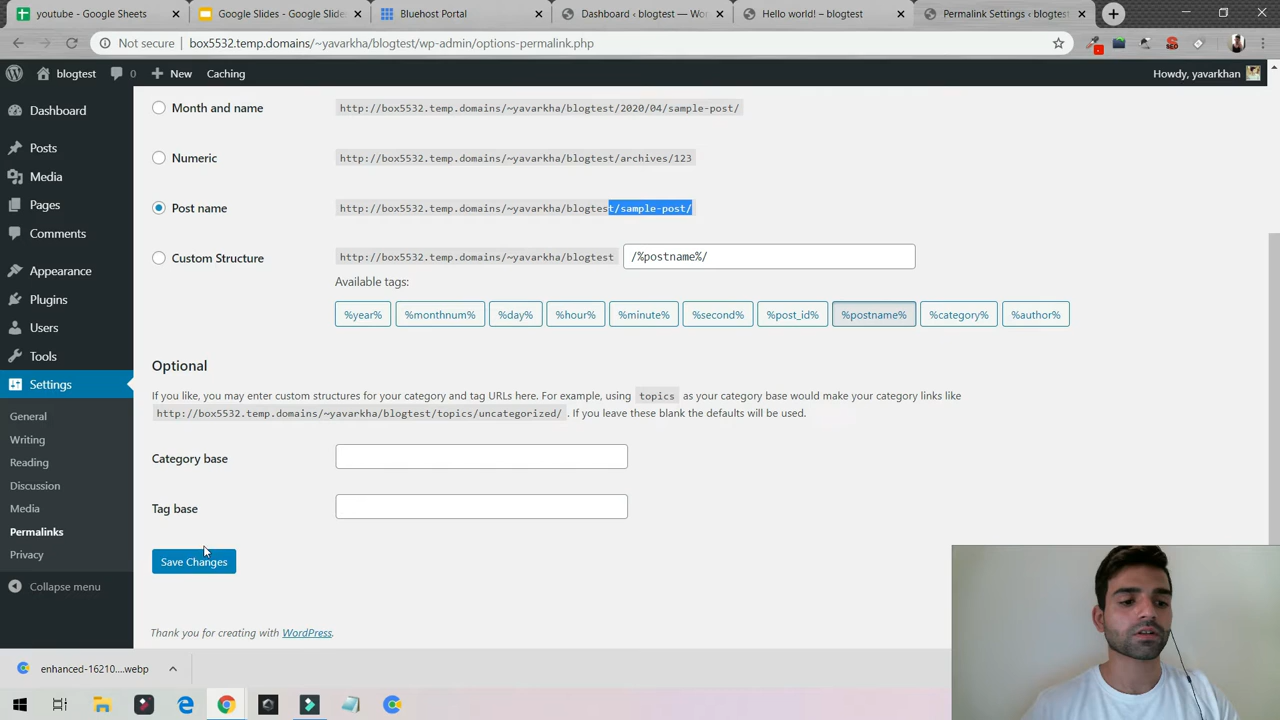 youtube - Google Sheets
Google Slides - Google Slides
Bluehost Portal
Dashboard ‹ blogtest — Wo
Hello world! – blogtest
Permalink Settings ‹ blogtest
Not secure
box5532.temp.domains/~yavarkha/blogtest/wp-admin/options-permalink.php
blogtest
0
New
Caching
Howdy, yavarkhan
Dashboard
Posts
Media
Pages
Comments
Appearance
Plugins
Users
Tools
Settings
General
Writing
Reading
Discussion
Media
Permalinks
Privacy
Collapse menu
Month and name
http://box5532.temp.domains/~yavarkha/blogtest/2020/04/sample-post/
Numeric
http://box5532.temp.domains/~yavarkha/blogtest/archives/123
Post name
http://box5532.temp.domains/~yavarkha/blogtest/sample-post/
Custom Structure
http://box5532.temp.domains/~yavarkha/blogtest
/%postname%/
Available tags:
%year%
%monthnum%
%day%
%hour%
%minute%
%second%
%post_id%
%postname%
%category%
%author%
Optional
If you like, you may enter custom structures for your category and tag URLs here. For example, using topics as your category base would make your category links like
http://box5532.temp.domains/~yavarkha/blogtest/topics/uncategorized/ . If you leave these blank the defaults will be used.
Category base
Tag base
Save Changes
Thank you for creating with WordPress.
enhanced-16210....webp